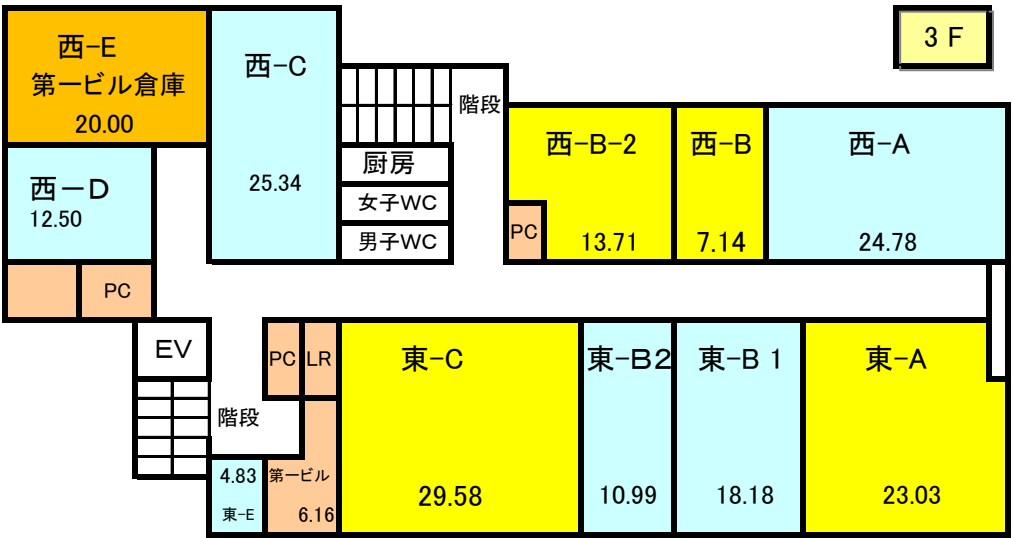 3 F
西-E
第一ビル倉庫
20.00
西-C
25.34
階段
厨房
女子WC
男子WC
西-B-2
13.71
PC
西-B
7.14
西-A
24.78
西－D
12.50
PC
EV
階段
PC
LR
東-C
29.58
東-B2
10.99
東-B 1
18.18
東-A
23.03
4.83
東-E
第一ビル
6.16